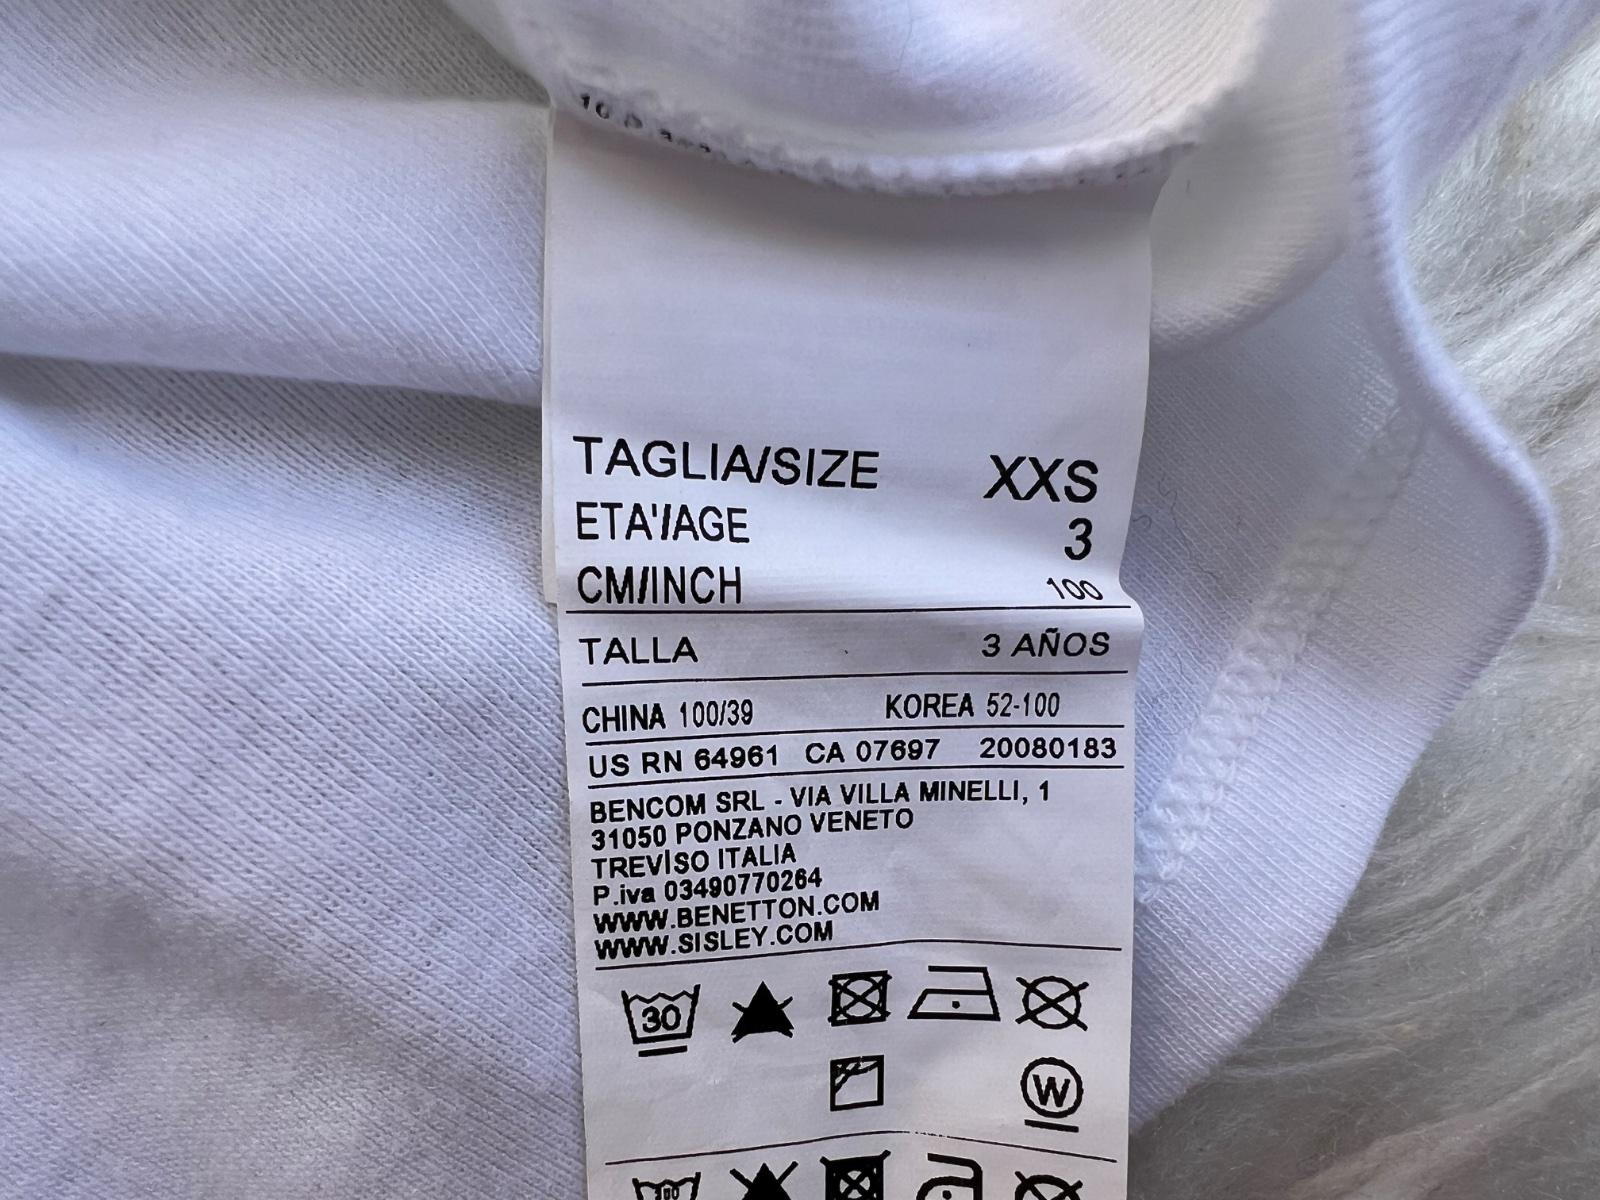 TAGLIA/SIZE XXS
ETA'/AGE 3
CM/INCH 100
TALLA 3 AÑOS
CHINA 100/39 KOREA 52-100
US RN 64961 CA 07697 20080183
BENCOM SRL - VIA VILLA MINELLI, 1
31050 PONZANO VENETO
TREVISO ITALIA
P.iva 03490770264
WWW.BENETTON.COM
WWW.SISLEY.COM
30
W